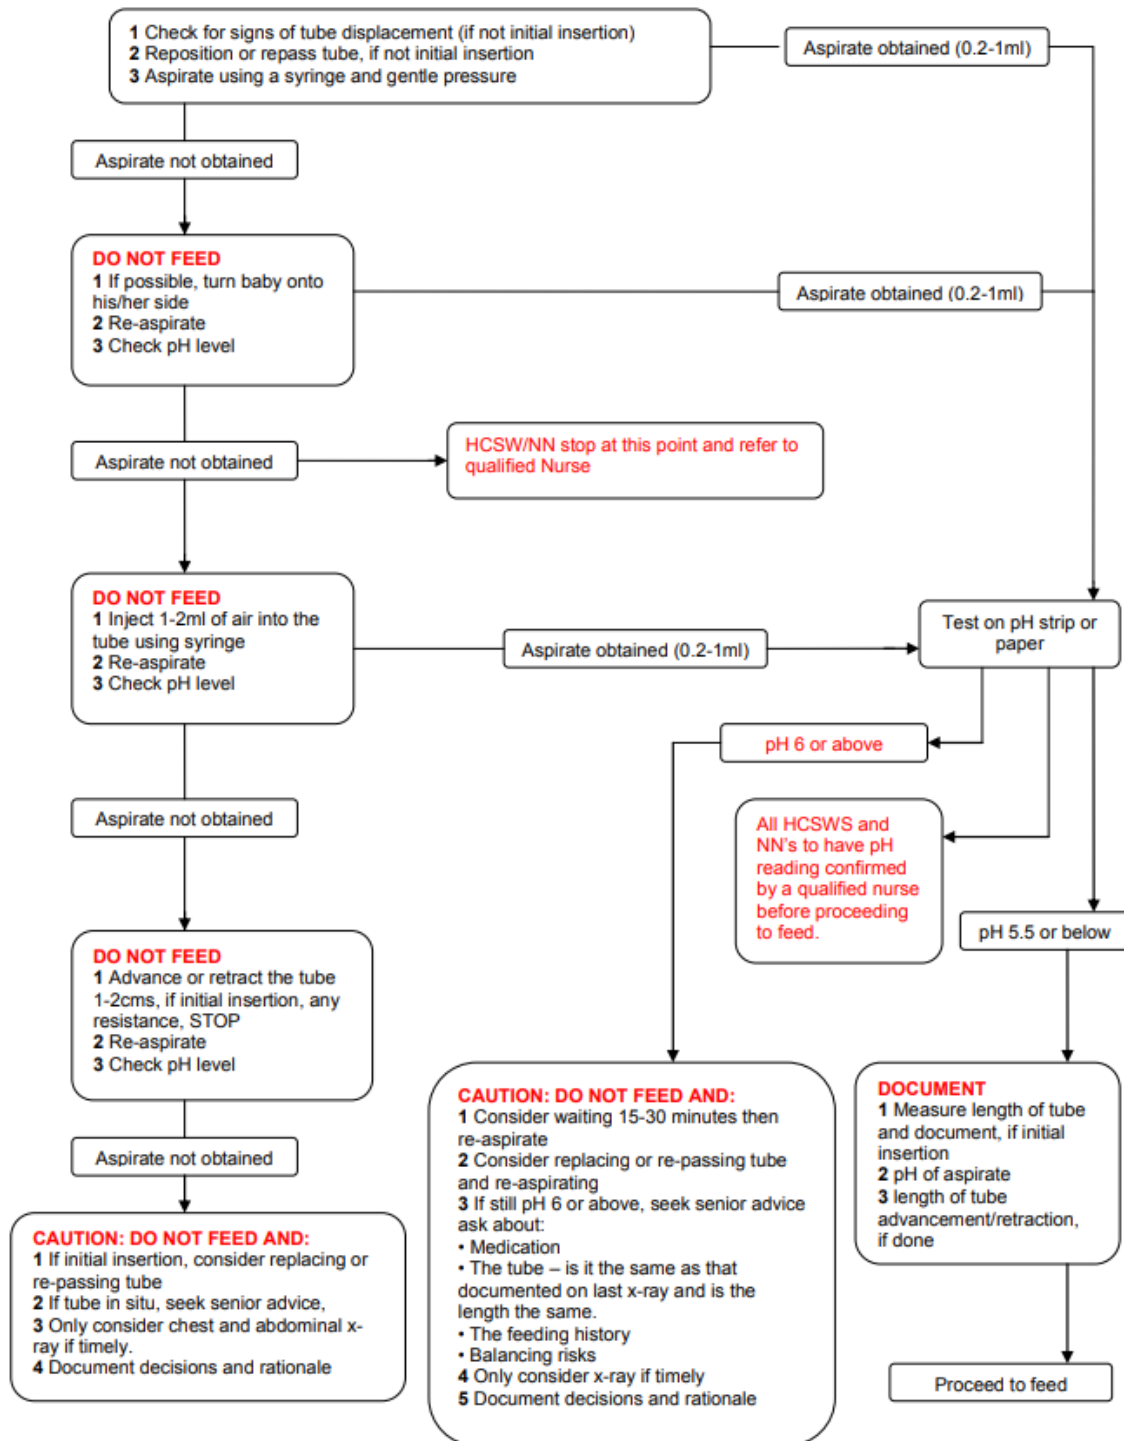 1 Check for signs of tube displacement (if not initial insertion)
2 Reposition or repass tube, if not initial insertion
3 Aspirate using a syringe and gentle pressure
Aspirate obtained (0.2-1ml)
Aspirate not obtained
DO NOT FEED
1 If possible, turn baby onto
his/her side
2 Re-aspirate
3 Check pH level
Aspirate obtained (0.2-1ml)
Aspirate not obtained
HCSW/NN stop at this point and refer to
qualified Nurse
DO NOT FEED
1 Inject 1-2ml of air into the
tube using syringe
2 Re-aspirate
3 Check pH level
Aspirate obtained (0.2-1ml)
Test on pH strip or
paper
pH 6 or above
Aspirate not obtained
All HCSWS and
NN's to have pH
reading confirmed
by a qualified nurse
before proceeding
to feed.
pH 5.5 or below
DO NOT FEED
1 Advance or retract the tube
1-2cms, if initial insertion, any
resistance, STOP
2 Re-aspirate
3 Check pH level
Aspirate not obtained
CAUTION: DO NOT FEED AND:
1 If initial insertion, consider replacing or
re-passing tube
2 If tube in situ, seek senior advice,
3 Only consider chest and abdominal x-
ray if timely.
4 Document decisions and rationale
CAUTION: DO NOT FEED AND:
1 Consider waiting 15-30 minutes then
re-aspirate
2 Consider replacing or re-passing tube
and re-aspirating
3 If still pH 6 or above, seek senior advice
ask about:
• Medication
• The tube – is it the same as that
documented on last x-ray and is the
length the same.
• The feeding history
• Balancing risks
4 Only consider x-ray if timely
5 Document decisions and rationale
DOCUMENT
1 Measure length of tube
and document, if initial
insertion
2 pH of aspirate
3 length of tube
advancement/retraction,
if done
Proceed to feed